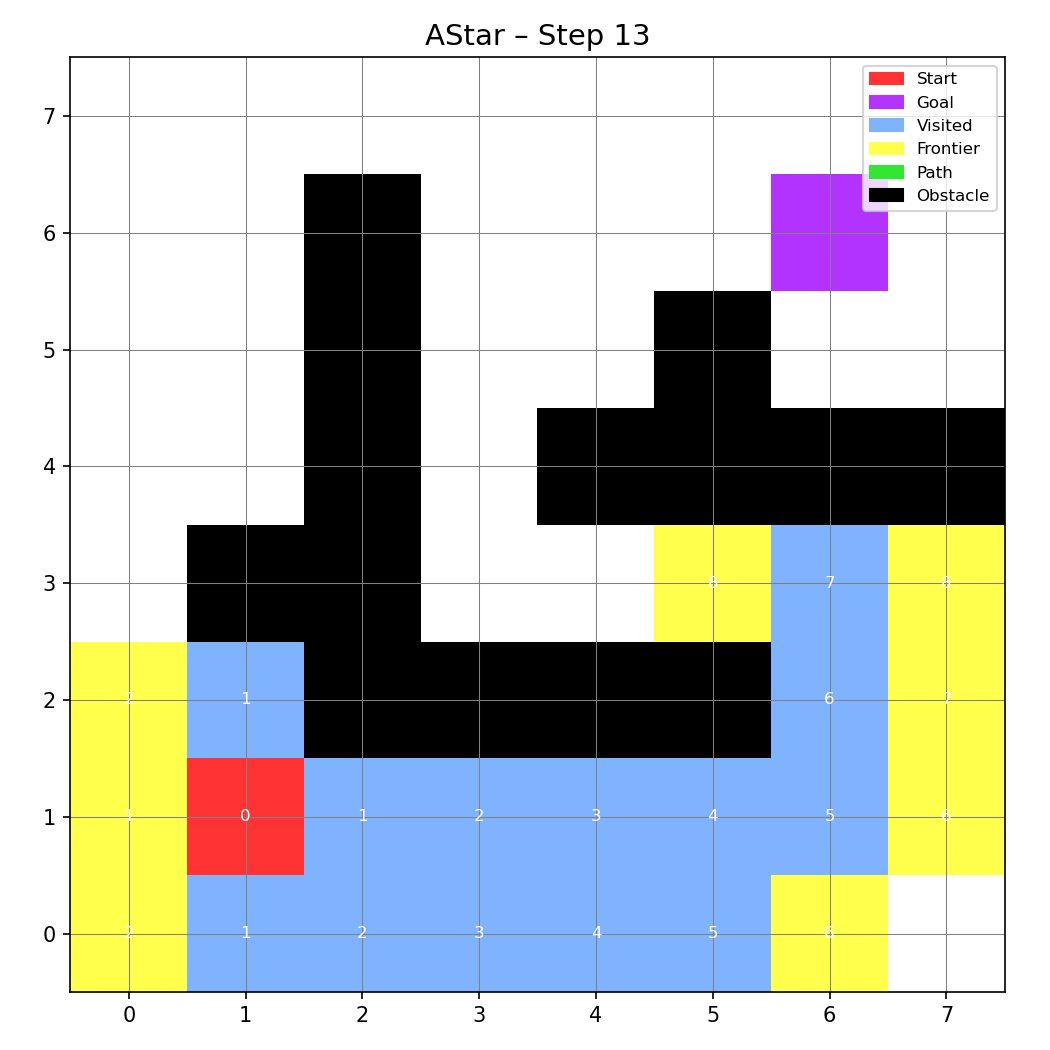 AStar – Step 13
Start
Goal
Visited
Frontier
Path
Obstacle
7
6
5
4
3
2
1
0
8 7 8
2 1 6 7
1 0 1 2 3 4 5 6
2 1 2 3 4 5 6
0 1 2 3 4 5 6 7